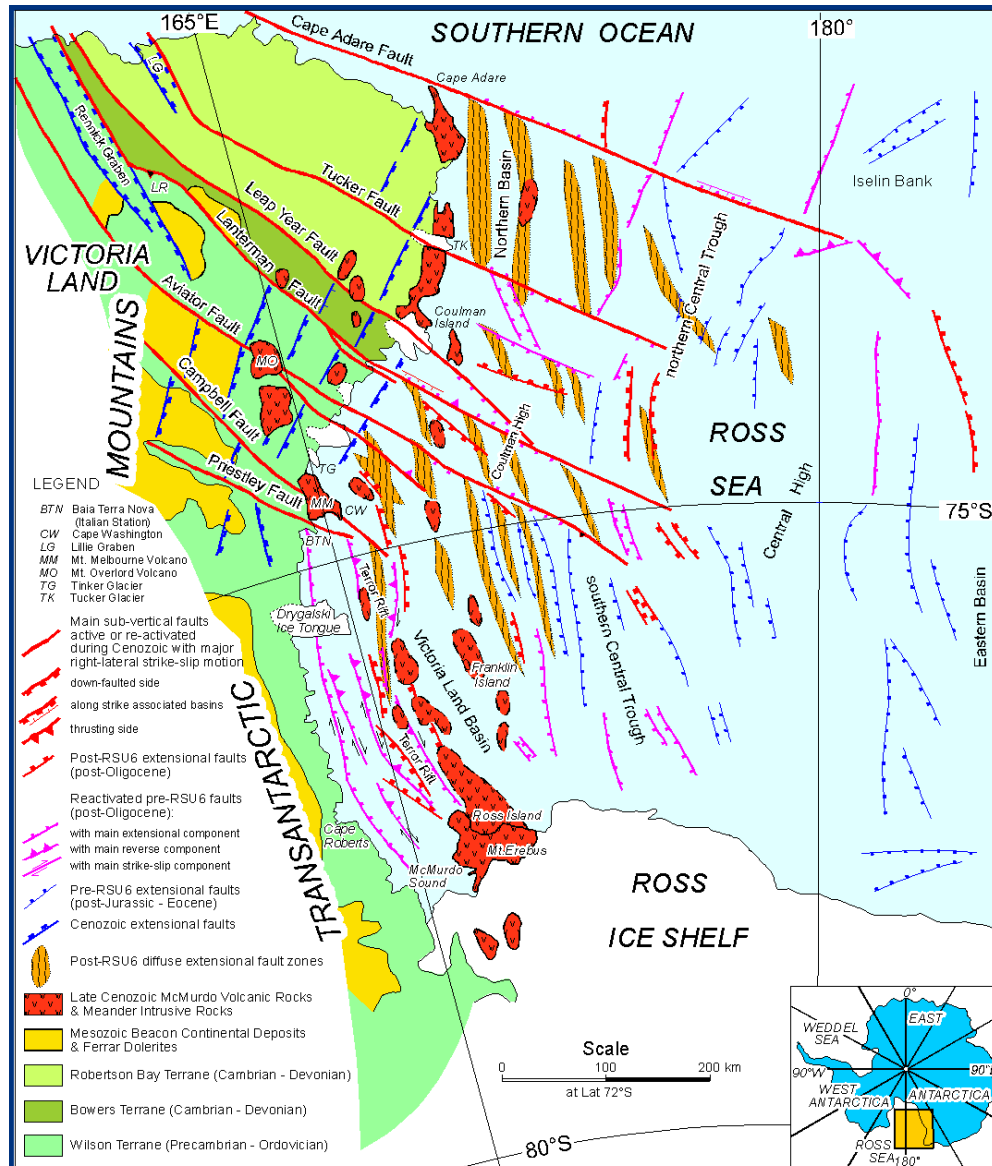 165°E
Cape Adare Fault
SOUTHERN OCEAN
180°
LG
Cape Adare
Rennick Graben
Iselin Bank
LR
Tucker Fault
Northern Basin
Leap Year Fault
Lanterman Fault
TK
VICTORIA
LAND
northern Central Trough
Aviator Fault
Coulman
Island
MO
MOUNTAINS
Campbell Fault
Coulman High
ROSS
SEA
Priestley Fault
TG
75°S
MM
CW
Central High
BTN
Terror Rift
southern Central Trough
Eastern Basin
Drygalski
Ice Tongue
Victoria Land Basin
Franklin
Island
TRANSANTARCTIC
Terror Rift
Ross Island
Cape
Roberts
Mt.Erebus
McMurdo
Sound
ROSS
ICE SHELF
80°S
LEGEND
BTN Baia Terra Nova
(Italian Station)
CW Cape Washington
LG Lillie Graben
MM Mt. Melbourne Volcano
MO Mt. Overlord Volcano
TG Tinker Glacier
TK Tucker Glacier
Main sub-vertical faults
active or re-activated
during Cenozoic with major
right-lateral strike-slip motion
down-faulted side
along strike associated basins
thrusting side
Post-RSU6 extensional faults
(post-Oligocene)
Reactivated pre-RSU6 faults
(post-Oligocene):
with main extensional component
with main reverse component
with main strike-slip component
Pre-RSU6 extensional faults
(post-Jurassic - Eocene)
Cenozoic extensional faults
Post-RSU6 diffuse extensional fault zones
Late Cenozoic McMurdo Volcanic Rocks
& Meander Intrusive Rocks
Mesozoic Beacon Continental Deposits
& Ferrar Dolerites
Robertson Bay Terrane (Cambrian - Devonian)
Bowers Terrane (Cambrian - Devonian)
Wilson Terrane (Precambrian - Ordovician)
Scale
0 100 200 km
at Lat 72°S
0°
WEDDEL
SEA
EAST
90°W
90°E
WEST
ANTARCTICA
ANTARCTICA
ROSS
SEA
180°